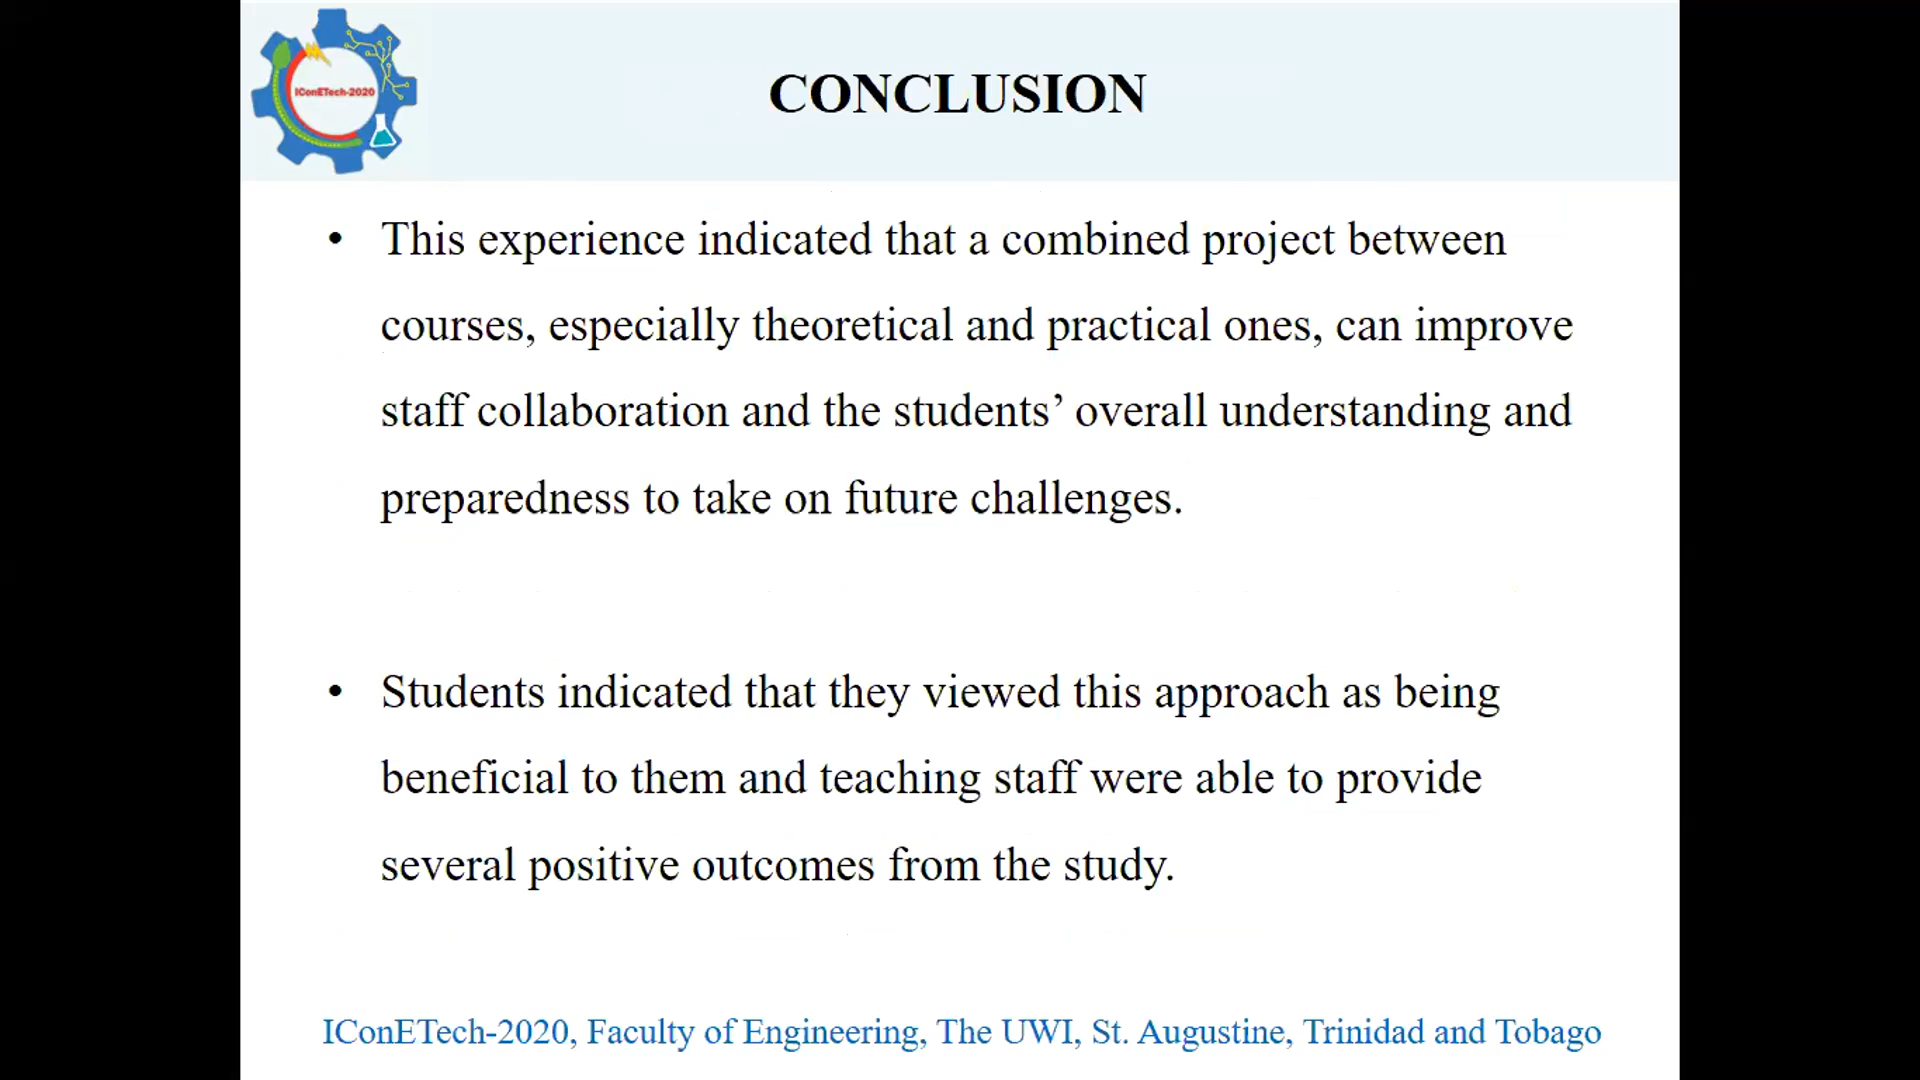 IConETech-2020
CONCLUSION
• This experience indicated that a combined project between
courses, especially theoretical and practical ones, can improve
staff collaboration and the students’ overall understanding and
preparedness to take on future challenges.
• Students indicated that they viewed this approach as being
beneficial to them and teaching staff were able to provide
several positive outcomes from the study.
IConETech-2020, Faculty of Engineering, The UWI, St. Augustine, Trinidad and Tobago